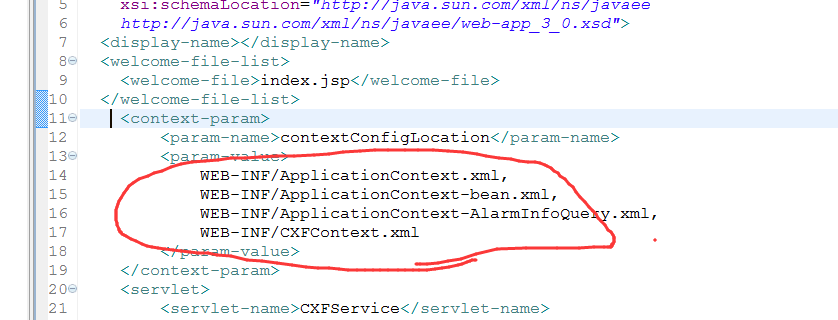 5 xsi:schemaLocation="http://java.sun.com/xml/ns/javaee
6 http://java.sun.com/xml/ns/javaee/web-app_3_0.xsd">
7 <display-name></display-name>
8 <welcome-file-list>
9 <welcome-file>index.jsp</welcome-file>
10 </welcome-file-list>
11 <context-param>
12 <param-name>contextConfigLocation</param-name>
13 <param-value>
14 WEB-INF/ApplicationContext.xml,
15 WEB-INF/ApplicationContext-bean.xml,
16 WEB-INF/ApplicationContext-AlarmInfoQuery.xml,
17 WEB-INF/CXFContext.xml
18 </param-value>
19 </context-param>
20 <servlet>
21 <servlet-name>CXFService</servlet-name>